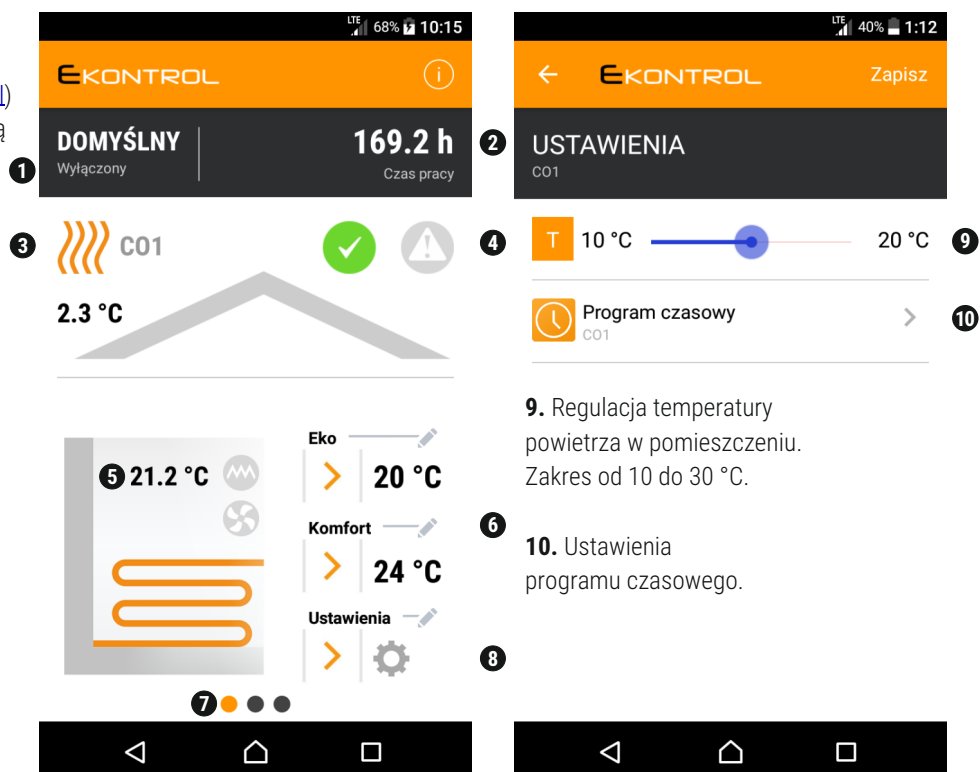 LTE 68% 10:15
EKONTROL
l)
ą
DOMYŚLNY 169.2 h
1 Wyłączony Czas pracy
2
3 CO1
4
2.3 °C
5 21.2 °C
Eko
20 °C
Komfort
6
24 °C
Ustawienia
8
7
LTE 40% 1:12
EKONTROL Zapisz
USTAWIENIA
CO1
T 10 °C 20 °C 9
Program czasowy 10
CO1
9. Regulacja temperatury
powietrza w pomieszczeniu.
Zakres od 10 do 30 °C.
10. Ustawienia
programu czasowego.